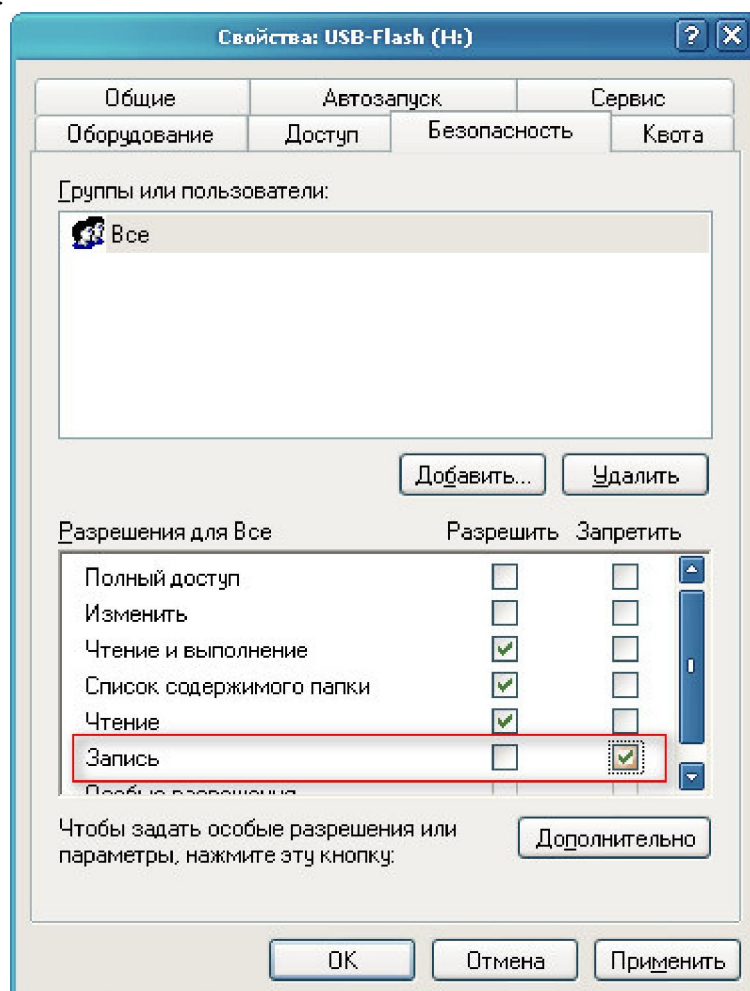 Свойства: USB-Flash (H:)
Общие Автозапуск Сервис
Оборудование Доступ Безопасность Квота
Группы или пользователи:
Все
Добавить... Удалить
Разрешения для Все Разрешить Запретить
Полный доступ
Изменить
Чтение и выполнение
Список содержимого папки
Чтение
Запись
Особые разрешения
Чтобы задать особые разрешения или
параметры, нажмите эту кнопку:
Дополнительно
OK Отмена Применить